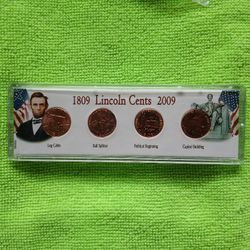 1809 Lincoln Cents 2009
Log Cabin Rail Splitter Political Beginning Capitol Building